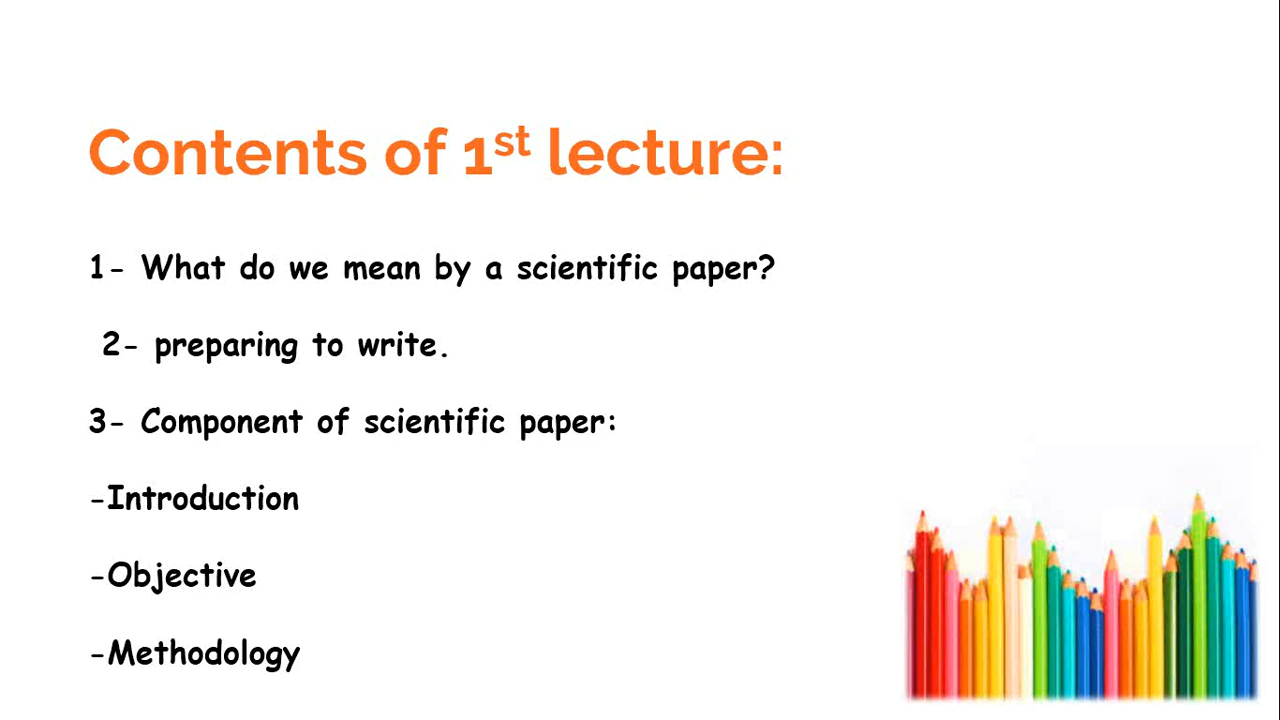 Contents of 1st lecture:
1- What do we mean by a scientific paper?
2- preparing to write.
3- Component of scientific paper:
-Introduction
-Objective
-Methodology